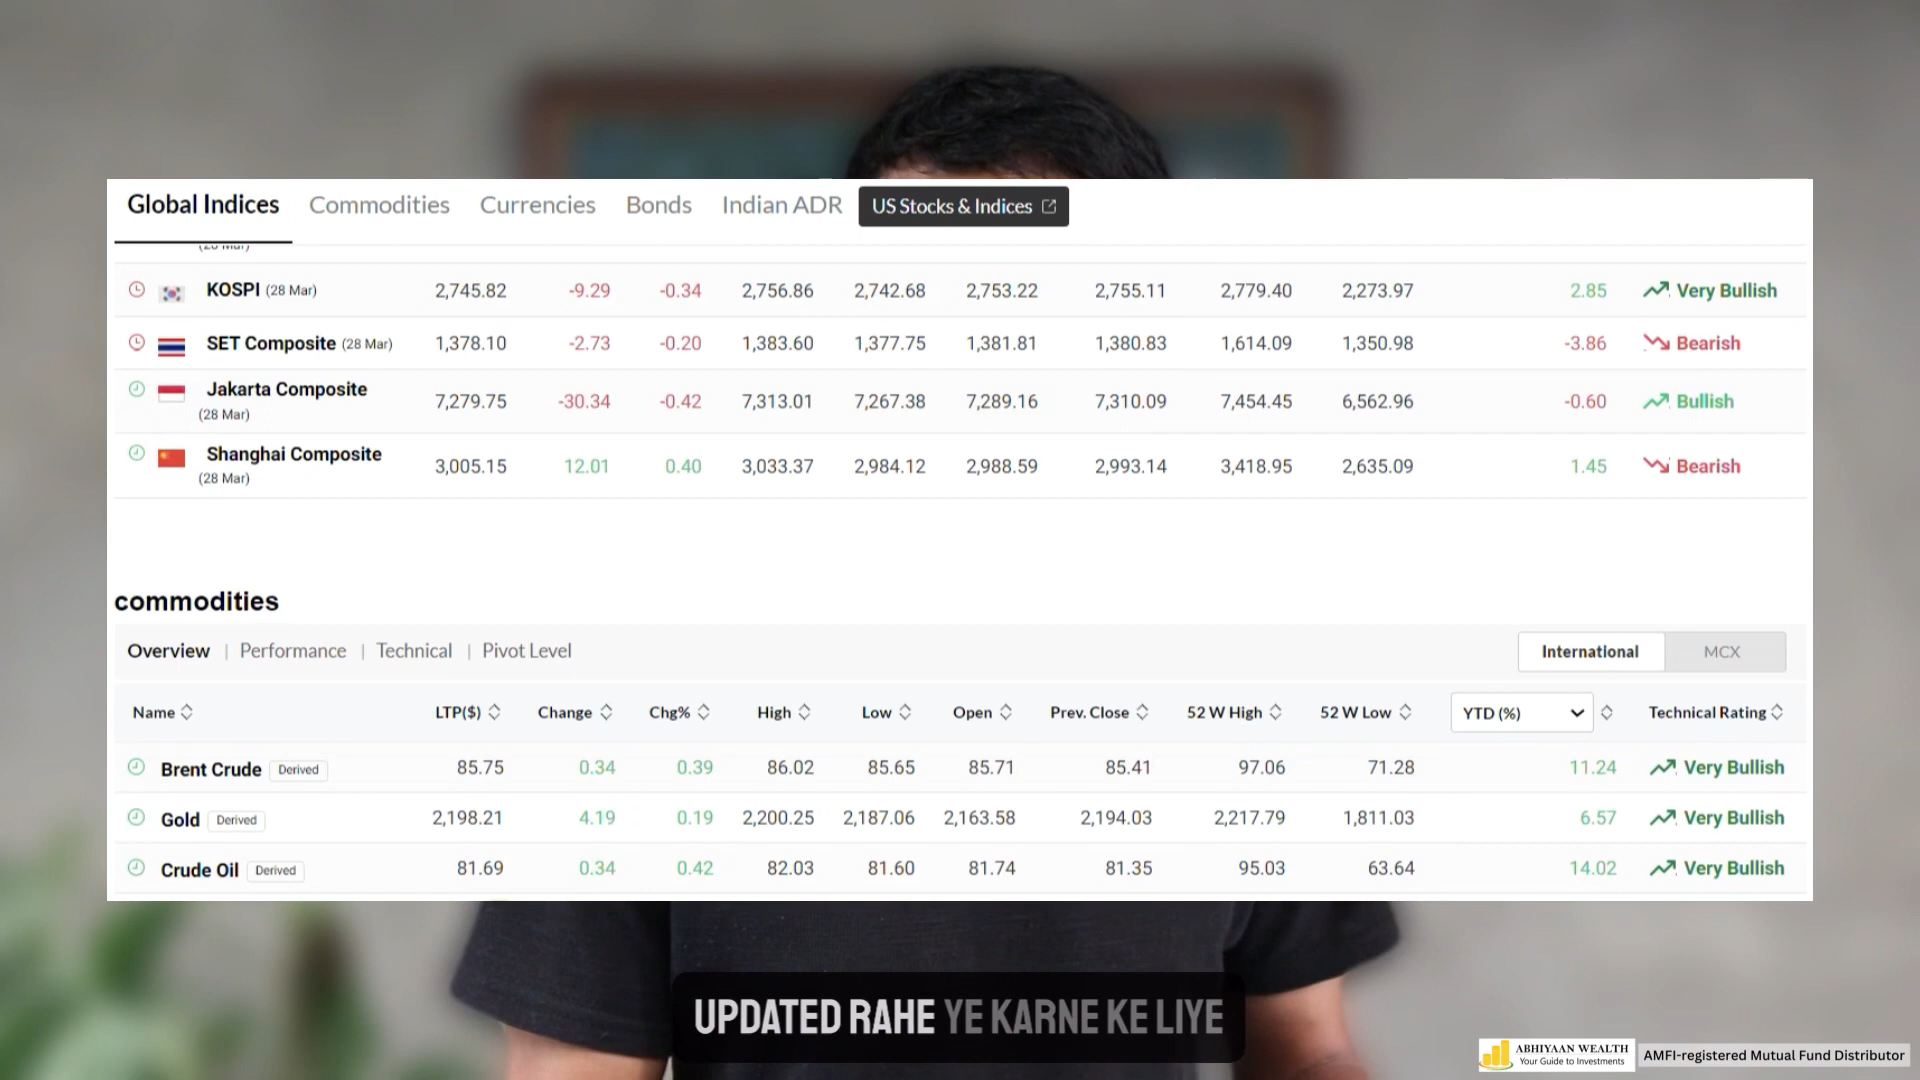 Global Indices Commodities Currencies Bonds Indian ADR US Stocks & Indices
(28 Mar)
KOSPI (28 Mar) 2,745.82 -9.29 -0.34 2,756.86 2,742.68 2,753.22 2,755.11 2,779.40 2,273.97 2.85 Very Bullish
SET Composite (28 Mar) 1,378.10 -2.73 -0.20 1,383.60 1,377.75 1,381.81 1,380.83 1,614.09 1,350.98 -3.86 Bearish
Jakarta Composite
(28 Mar) 7,279.75 -30.34 -0.42 7,313.01 7,267.38 7,289.16 7,310.09 7,454.45 6,562.96 -0.60 Bullish
Shanghai Composite
(28 Mar) 3,005.15 12.01 0.40 3,033.37 2,984.12 2,988.59 2,993.14 3,418.95 2,635.09 1.45 Bearish
commodities
Overview | Performance | Technical | Pivot Level International MCX
Name LTP($) Change Chg% High Low Open Prev. Close 52 W High 52 W Low YTD (%) Technical Rating
Brent Crude Derived 85.75 0.34 0.39 86.02 85.65 85.71 85.41 97.06 71.28 11.24 Very Bullish
Gold Derived 2,198.21 4.19 0.19 2,200.25 2,187.06 2,163.58 2,194.03 2,217.79 1,811.03 6.57 Very Bullish
Crude Oil Derived 81.69 0.34 0.42 82.03 81.60 81.74 81.35 95.03 63.64 14.02 Very Bullish
UPDATED RAHE YE KARNE KE LIYE
ABHIYAAN WEALTH
Your Guide to Investments
AMFI-registered Mutual Fund Distributor